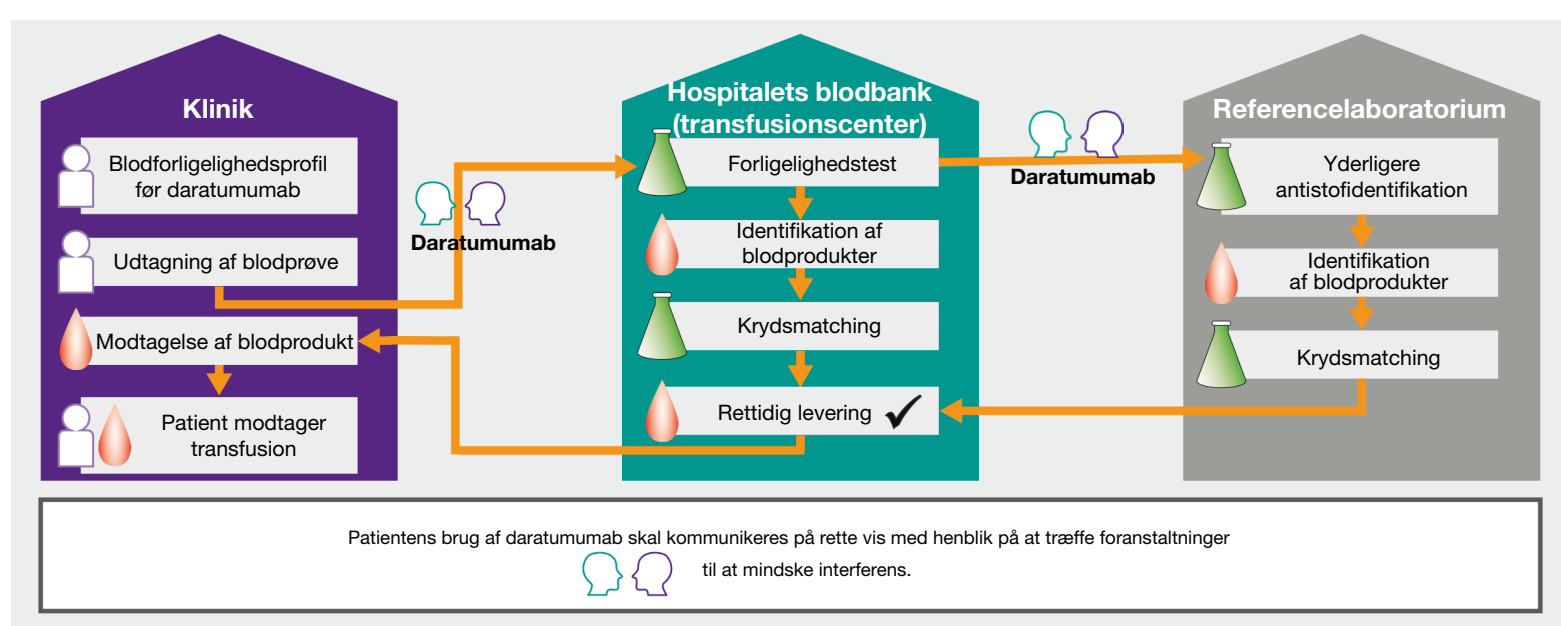 Klinik
Blodforligelighedsprofil
før daratumumab
Udtagning af blodprøve
Modtagelse af blodprodukt
Patient modtager
transfusion
Daratumumab
Hospitalets blodbank
(transfusionscenter)
Forligelighedstest
Identifikation af
blodprodukter
Krydsmatching
Rettidig levering
Daratumumab
Referencelaboratorium
Yderligere
antistofidentifikation
Identifikation
af blodprodukter
Krydsmatching
Patientens brug af daratumumab skal kommunikeres på rette vis med henblik på at træffe foranstaltninger
til at mindske interferens.